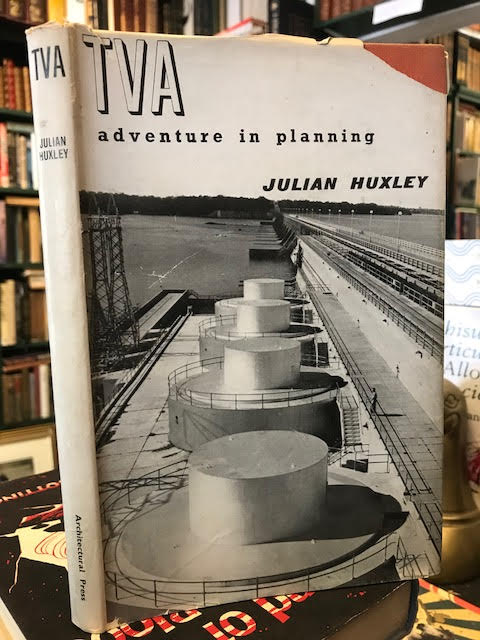 TVA
adventure in planning
JULIAN HUXLEY
TVA
JULIAN
HUXLEY
Architectural Press